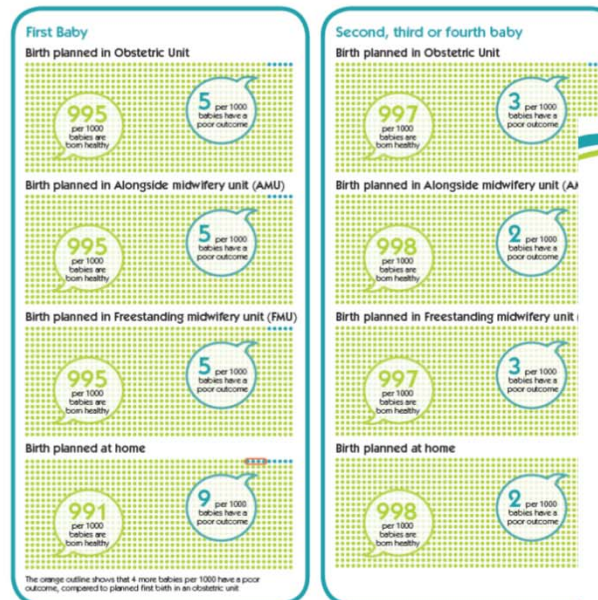 First Baby
Birth planned in Obstetric Unit
995
per 1000
babies are
born healthy
5 per 1000
babies have a
poor outcome
Birth planned in Alongside midwifery unit (AMU)
995
per 1000
babies are
born healthy
5 per 1000
babies have a
poor outcome
Birth planned in Freestanding midwifery unit (FMU)
995
per 1000
babies are
born healthy
5 per 1000
babies have a
poor outcome
Birth planned at home
991
per 1000
babies are
born healthy
9 per 1000
babies have a
poor outcome
The orange outline shows that 4 more babies per 1000 have a poor
outcome, compared to planned first birth in an obstetric unit
Second, third or fourth baby
Birth planned in Obstetric Unit
997
per 1000
babies are
born healthy
3 per 1000
babies have a
poor outcome
Birth planned in Alongside midwifery unit
998
per 1000
babies are
born healthy
2 per 1000
babies have a
poor outcome
Birth planned in Freestanding midwifery unit
997
per 1000
babies are
born healthy
3 per 1000
babies have a
poor outcome
Birth planned at home
998
per 1000
babies are
born healthy
2 per 1000
babies have a
poor outcome